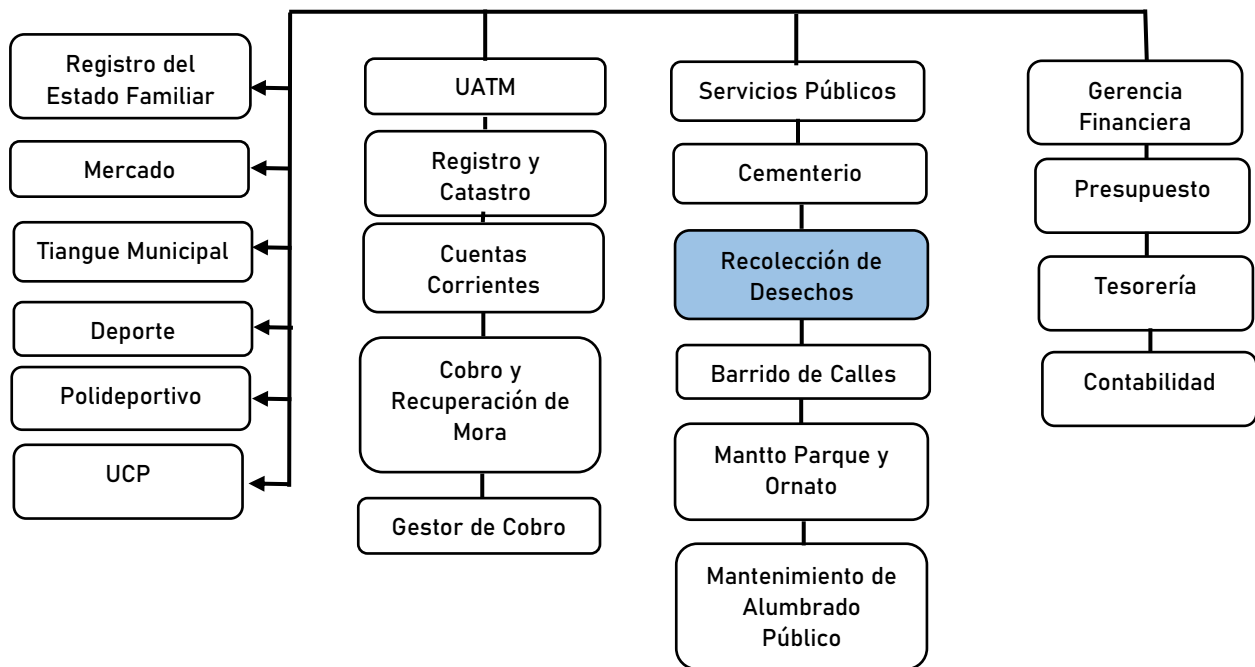 Registro del
Estado Familiar
Mercado
Tiangue Municipal
Deporte
Polideportivo
UCP
UATM
Registro y
Catastro
Cuentas
Corrientes
Cobro y
Recuperación de
Mora
Gestor de Cobro
Servicios Públicos
Cementerio
Recolección de
Desechos
Barrido de Calles
Mantto Parque y
Ornato
Mantenimiento de
Alumbrado
Público
Gerencia
Financiera
Presupuesto
Tesorería
Contabilidad